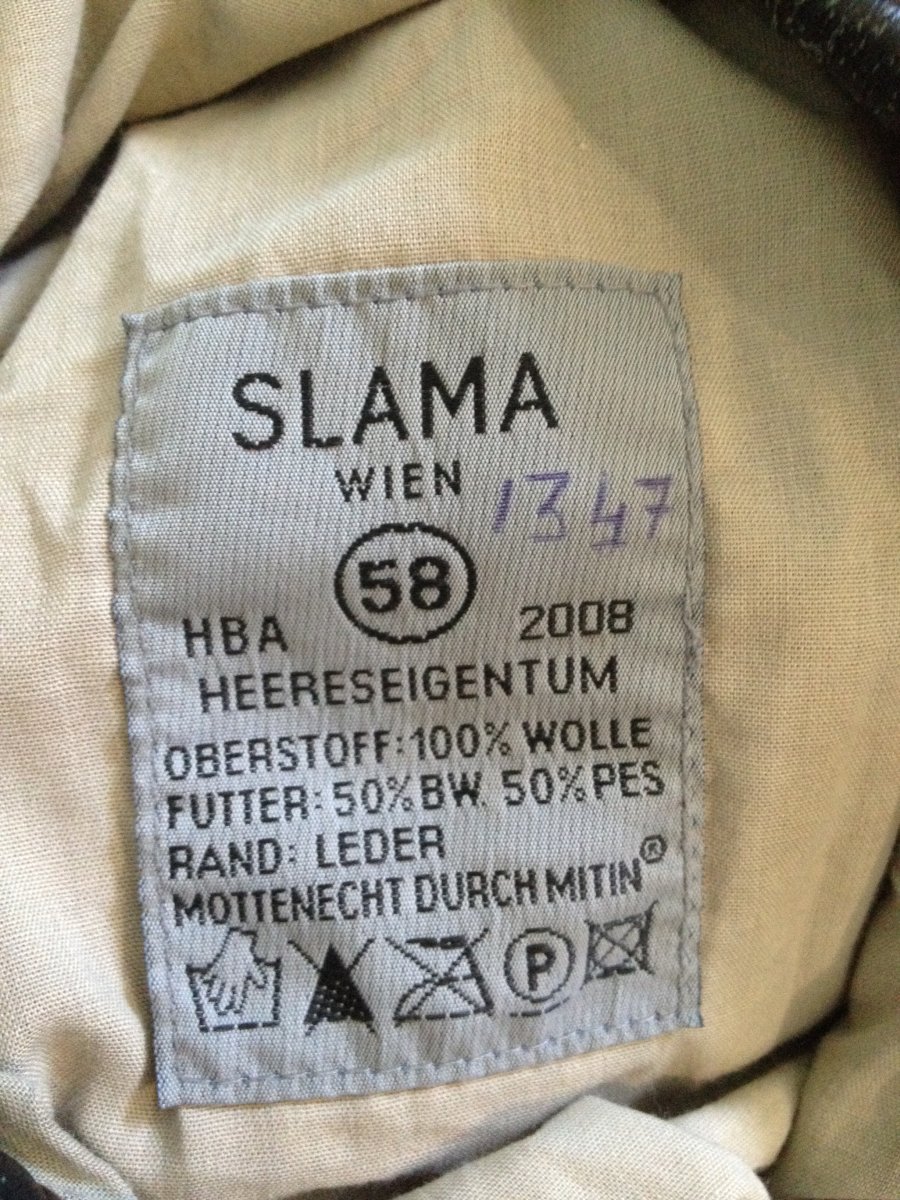 SLAMA
WIEN
1347
58
HBA 2008
HEERESEIGENTUM
OBERSTOFF:100% WOLLE
FUTTER: 50% BW. 50% PES
RAND: LEDER
MOTTENECHT DURCH MITIN®
P